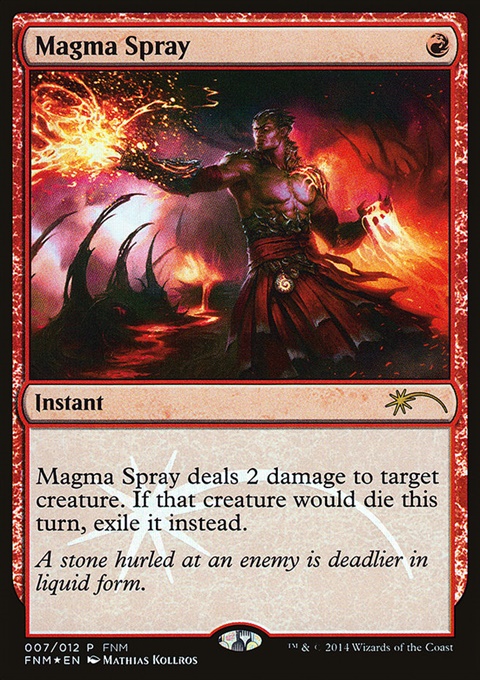 Magma Spray
Instant
Magma Spray deals 2 damage to target
creature. If that creature would die this
turn, exile it instead.
A stone hurled at an enemy is deadlier in
liquid form.
007/012 P FNM
FNM★EN Mathias Kollros
™ & © 2014 Wizards of the Coast